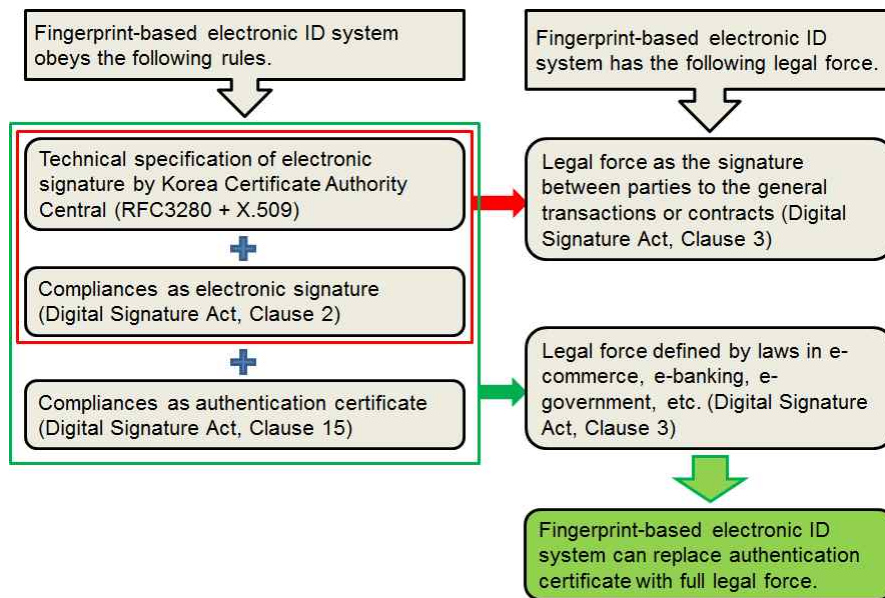 Fingerprint-based electronic ID system
obeys the following rules.
Technical specification of electronic
signature by Korea Certificate Authority
Central (RFC3280 + X.509)
Compliances as electronic signature
(Digital Signature Act, Clause 2)
Compliances as authentication certificate
(Digital Signature Act, Clause 15)
Fingerprint-based electronic ID
system has the following legal force.
Legal force as the signature
between parties to the general
transactions or contracts (Digital
Signature Act, Clause 3)
Legal force defined by laws in e-
commerce, e-banking, e-
government, etc. (Digital Signature
Act, Clause 3)
Fingerprint-based electronic ID
system can replace authentication
certificate with full legal force.